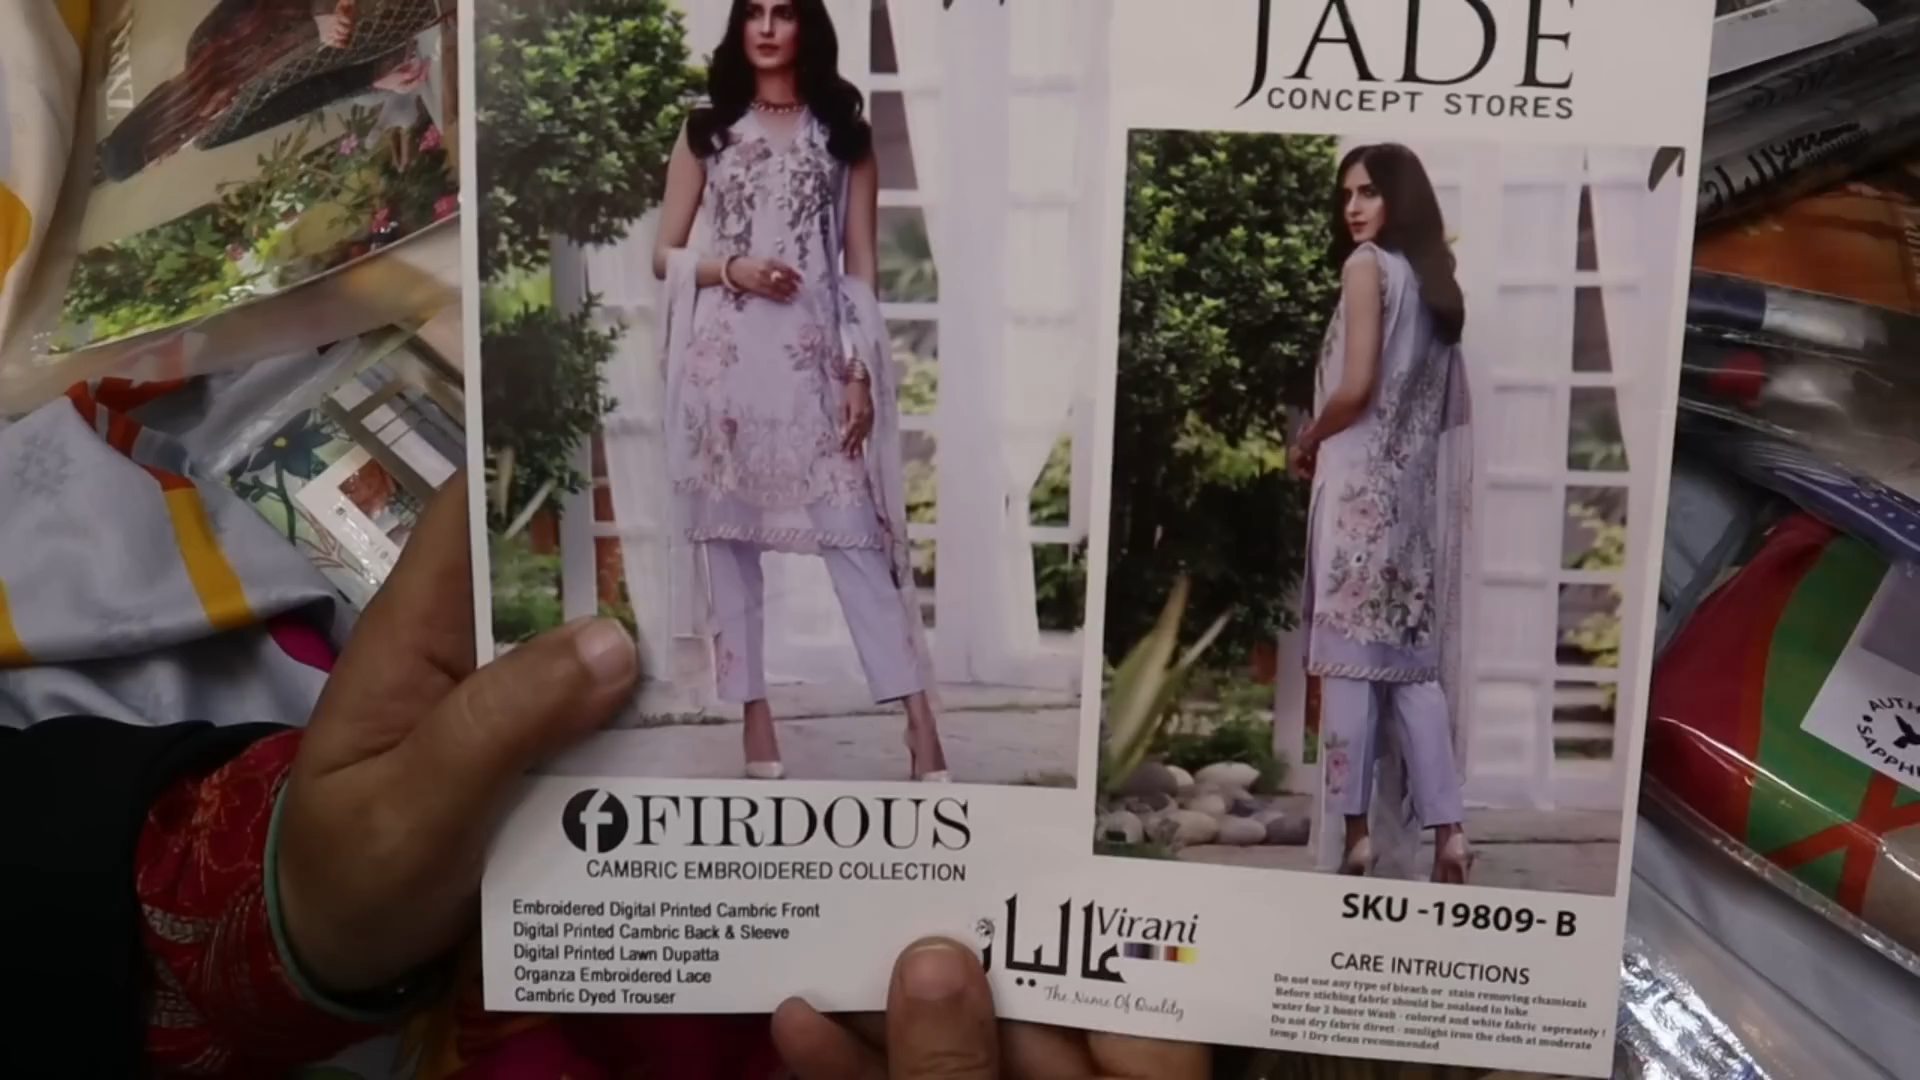 JADE
CONCEPT STORES
FIRDOUS
CAMBRIC EMBROIDERED COLLECTION
Embroidered Digital Printed Cambric Front
Digital Printed Cambric Back & Sleeve
Digital Printed Lawn Dupatta
Organza Embroidered Lace
Cambric Dyed Trouser
Virani
The Name Of Quality
SKU -19809- B
CARE INTRUCTIONS
Do not use any type of bleach or stain removing chamicals
Before stiching fabric should be soaked in luke
water for 2 houre Wash - colored and white fabric sepreately !
Do not dry fabric direct - sunlight iron the cloth at moderate
temp ! Dry clean recommended